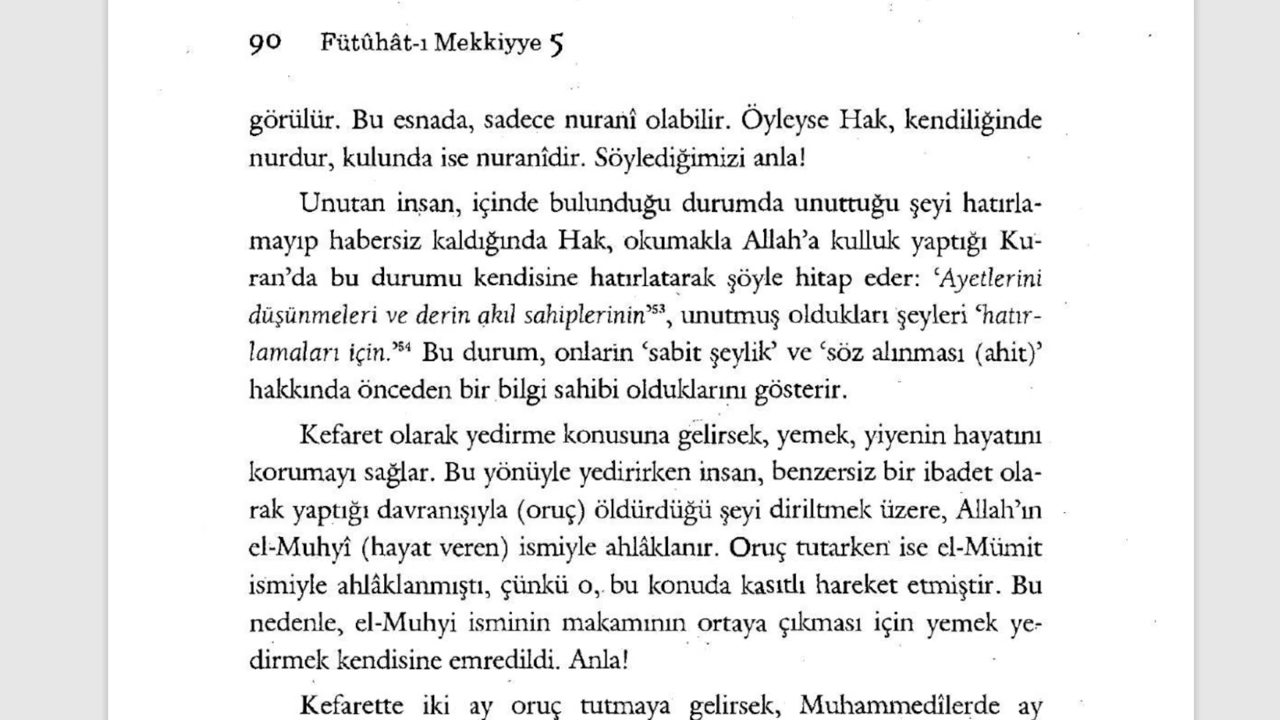 90 Fütûhât-ı Mekkiyye 5
görülür. Bu esnada, sadece nuranî olabilir. Öyleyse Hak, kendiliğinde
nurdur, kulunda ise nuranîdir. Söylediğimizi anla!
Unutan insan, içinde bulunduğu durumda unuttuğu şeyi hatırla-
mayıp habersiz kaldığında Hak, okumakla Allah'a kulluk yaptığı Ku-
ran'da bu durumu kendisine hatırlatarak şöyle hitap eder: ‘Ayetlerini
düşünmeleri ve derin akıl sahiplerinin’⁵³, unutmuş oldukları şeyleri ‘hatır-
lamaları için.’⁵⁴ Bu durum, onların ‘sabit şeylik’ ve ‘söz alınması (ahit)’
hakkında önceden bir bilgi sahibi olduklarını gösterir.
Kefaret olarak yedirme konusuna gelirsek, yemek, yiyenin hayatını
korumayı sağlar. Bu yönüyle yedirirken insan, benzersiz bir ibadet ola-
rak yaptığı davranışıyla (oruç) öldürdüğü şeyi diriltmek üzere, Allah'ın
el-Muhyî (hayat veren) ismiyle ahlâklanır. Oruç tutarken ise el-Mümit
ismiyle ahlâklanmıştı, çünkü o, bu konuda kasıtlı hareket etmiştir. Bu
nedenle, el-Muhyi isminin makamının ortaya çıkması için yemek ye-
dirmek kendisine emredildi. Anla!
Kefarette iki ay oruç tutmaya gelirsek, Muhammedîlerde ay